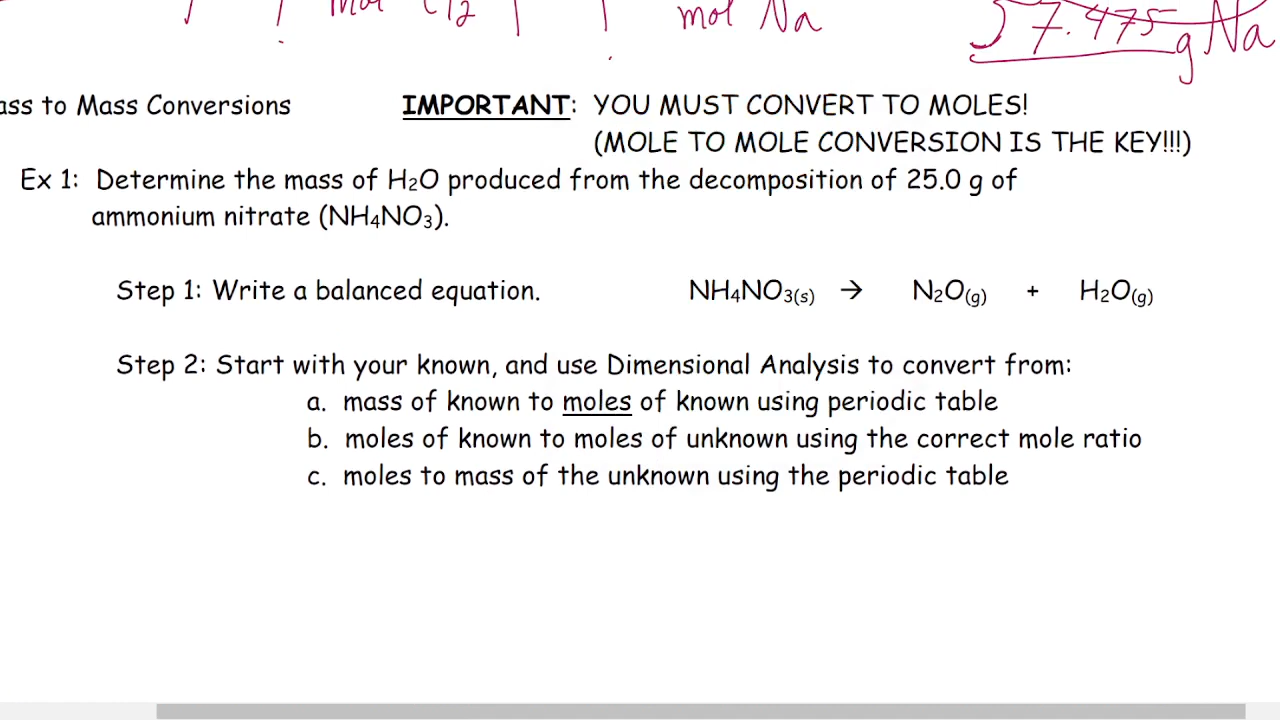 mol Cl2 mol Na 7.475 g Na
ass to Mass Conversions IMPORTANT: YOU MUST CONVERT TO MOLES!
(MOLE TO MOLE CONVERSION IS THE KEY!!!)
Ex 1: Determine the mass of H₂O produced from the decomposition of 25.0 g of
ammonium nitrate (NH₄NO₃).
Step 1: Write a balanced equation. NH₄NO₃(s) → N₂O(g) + H₂O(g)
Step 2: Start with your known, and use Dimensional Analysis to convert from:
a. mass of known to moles of known using periodic table
b. moles of known to moles of unknown using the correct mole ratio
c. moles to mass of the unknown using the periodic table